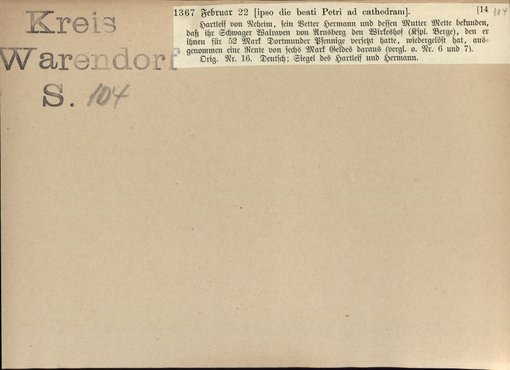 Kreis
Warendorf
S. 104
1367 Februar 22 [ipso die beati Petri ad cathedram]. [14 104
Hartleif von Neheim, sein Vetter Hermann und dessen Mutter Mette bekunden,
daß ihr Schwager Walraven von Arnsberg den Wirkshof (Kspl. Berge), den er
ihnen für 52 Mark Dortmunder Pfennige versetzt hatte, wiedergelöst hat, aus-
genommen eine Rente von sechs Mark Geldes daraus (vergl. o. Nr. 6 und 7).
Orig. Nr. 16. Deutsch; Siegel des Hartleif und Hermann.